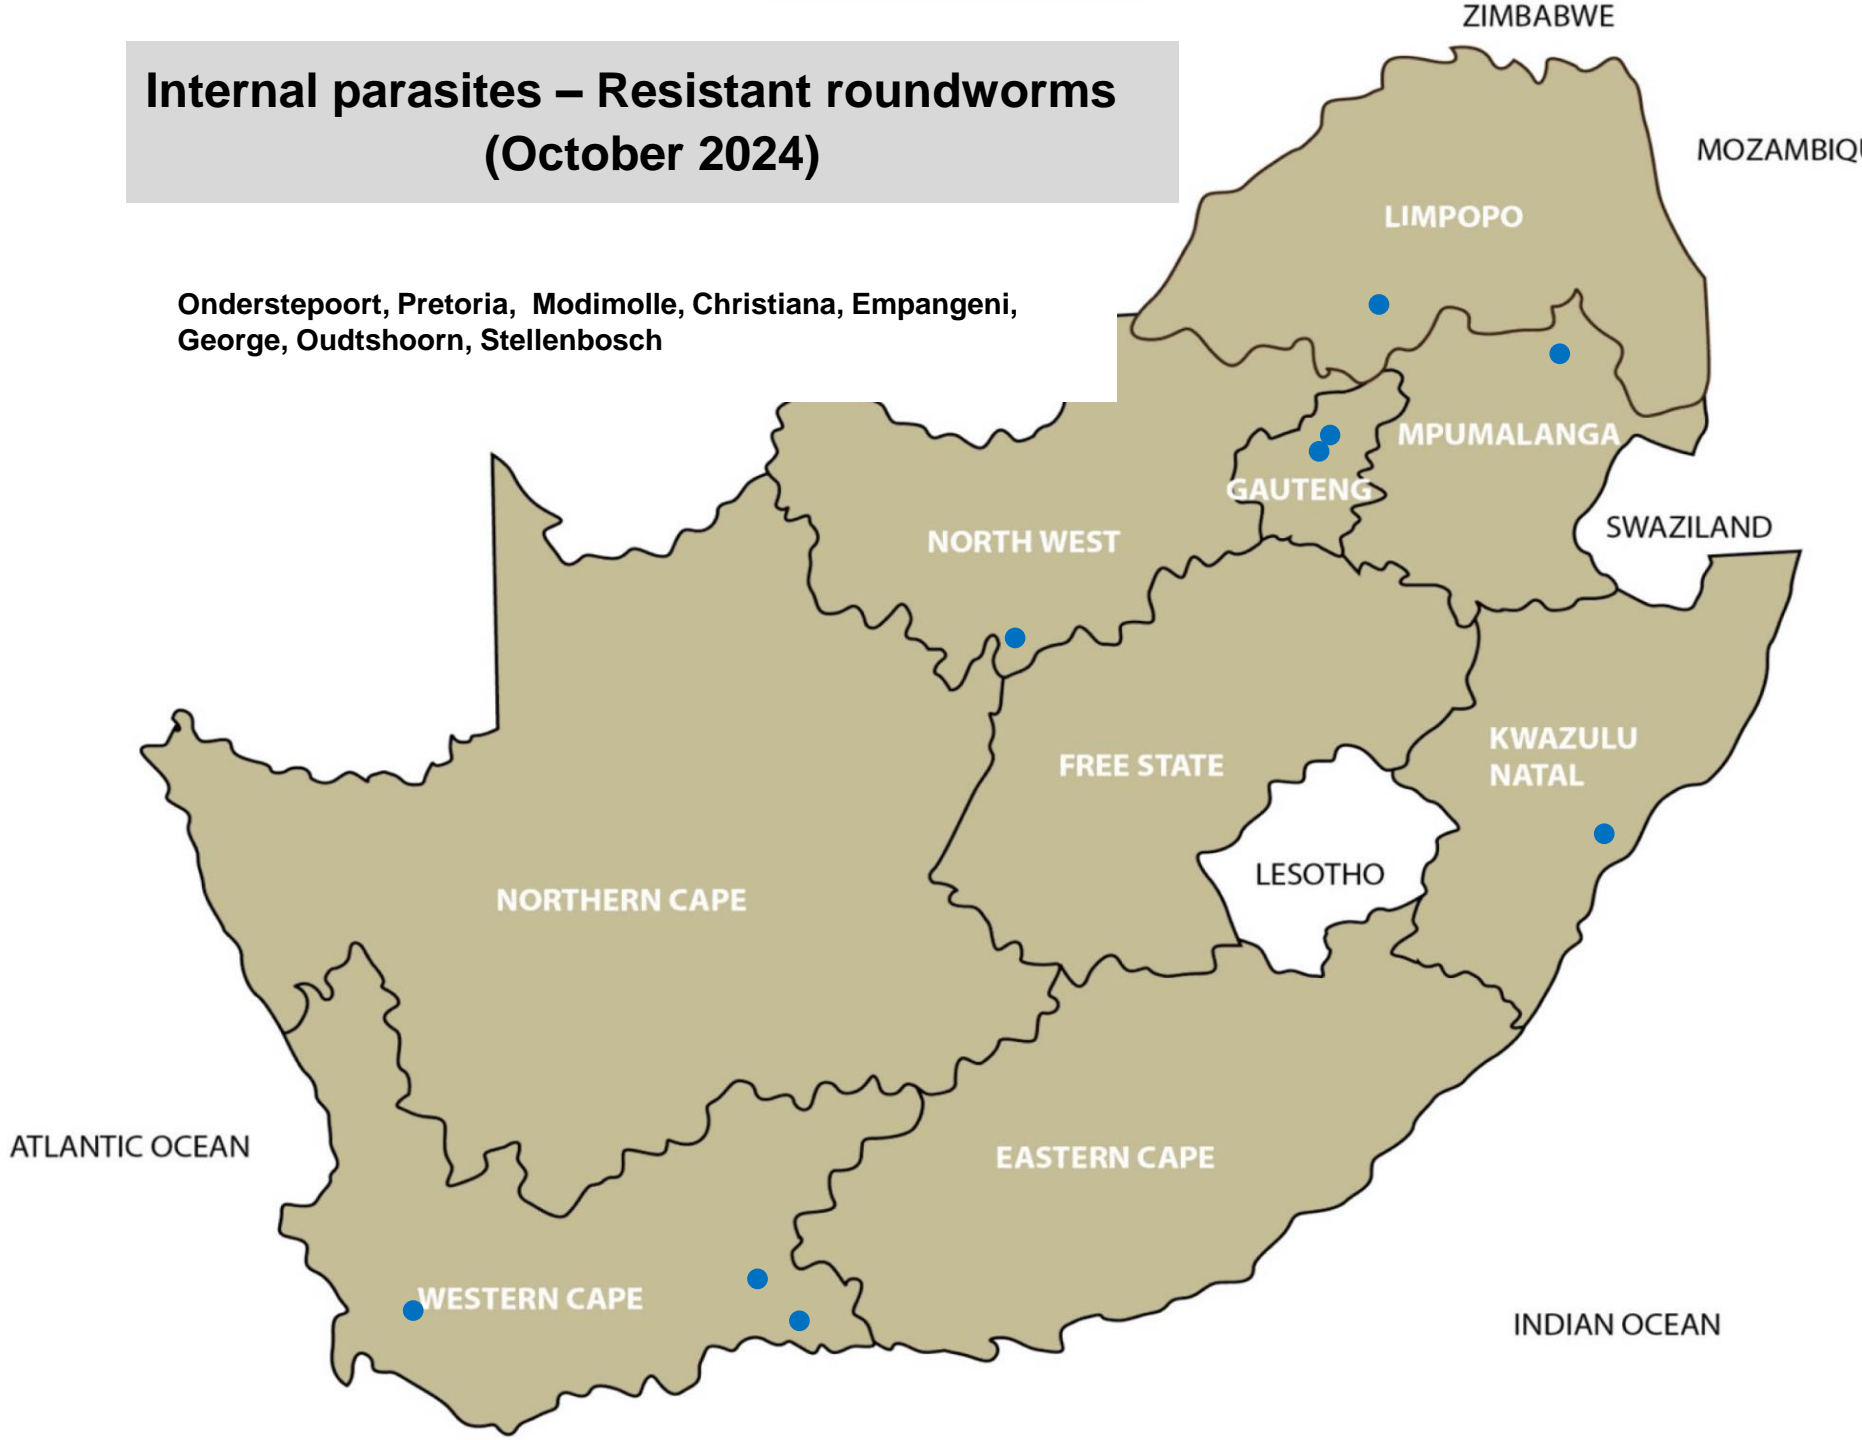 ZIMBABWE
Internal parasites – Resistant roundworms
(October 2024)
MOZAMBIQU
LIMPOPO
Onderstepoort, Pretoria,  Modimolle, Christiana, Empangeni,
George, Oudtshoorn, Stellenbosch
MPUMALANGA
GAUTENG
SWAZILAND
NORTH WEST
KWAZULU
NATAL
FREE STATE
LESOTHO
NORTHERN CAPE
ATLANTIC OCEAN
EASTERN CAPE
WESTERN CAPE
INDIAN OCEAN